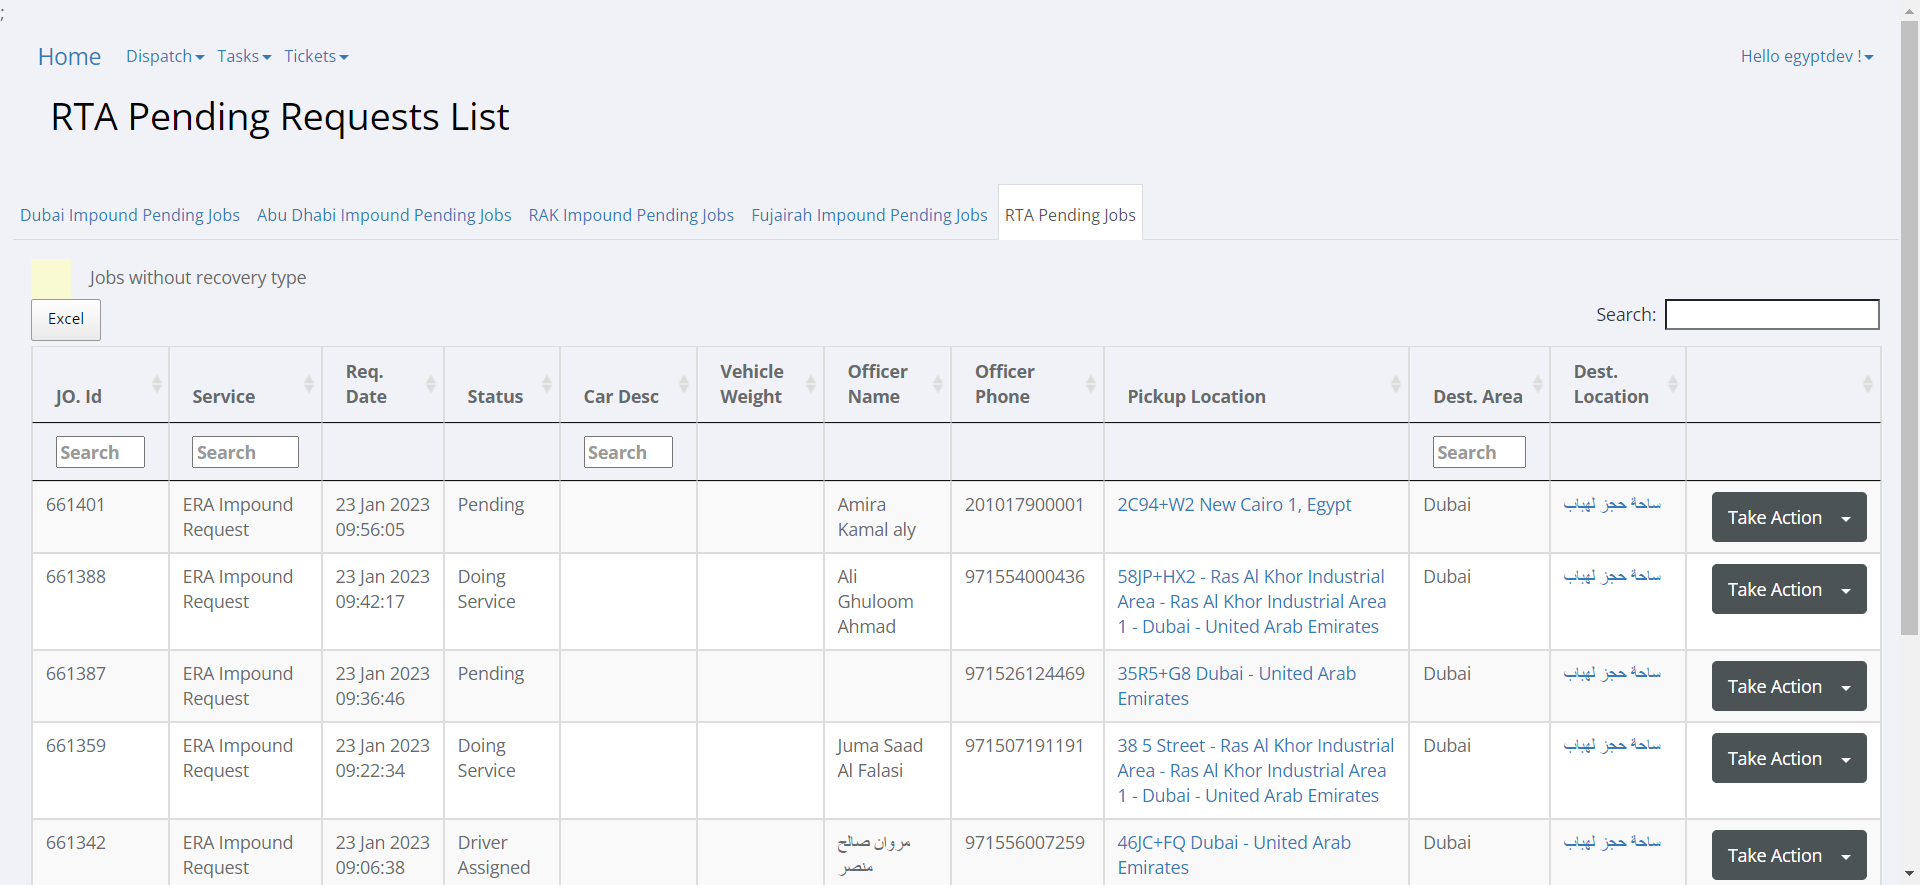 ;
Home Dispatch Tasks Tickets Hello egyptdev !
RTA Pending Requests List
Dubai Impound Pending Jobs Abu Dhabi Impound Pending Jobs RAK Impound Pending Jobs Fujairah Impound Pending Jobs RTA Pending Jobs
Jobs without recovery type
Excel
Search:
JO. Id
Service
Req.
Date
Status
Car Desc
Vehicle
Weight
Officer
Name
Officer
Phone
Pickup Location
Dest. Area
Dest.
Location
Search
Search
Search
Search
661401
ERA Impound
Request
23 Jan 2023
09:56:05
Pending
Amira
Kamal aly
201017900001
2C94+W2 New Cairo 1, Egypt
Dubai
ساحة حجز لهباب
Take Action
661388
ERA Impound
Request
23 Jan 2023
09:42:17
Doing
Service
Ali
Ghuloom
Ahmad
971554000436
58JP+HX2 - Ras Al Khor Industrial
Area - Ras Al Khor Industrial Area
1 - Dubai - United Arab Emirates
Dubai
ساحة حجز لهباب
Take Action
661387
ERA Impound
Request
23 Jan 2023
09:36:46
Pending
971526124469
35R5+G8 Dubai - United Arab
Emirates
Dubai
ساحة حجز لهباب
Take Action
661359
ERA Impound
Request
23 Jan 2023
09:22:34
Doing
Service
Juma Saad
Al Falasi
971507191191
38 5 Street - Ras Al Khor Industrial
Area - Ras Al Khor Industrial Area
1 - Dubai - United Arab Emirates
Dubai
ساحة حجز لهباب
Take Action
661342
ERA Impound
Request
23 Jan 2023
09:06:38
Driver
Assigned
مروان صالح
منصر
971556007259
46JC+FQ Dubai - United Arab
Emirates
Dubai
ساحة حجز لهباب
Take Action